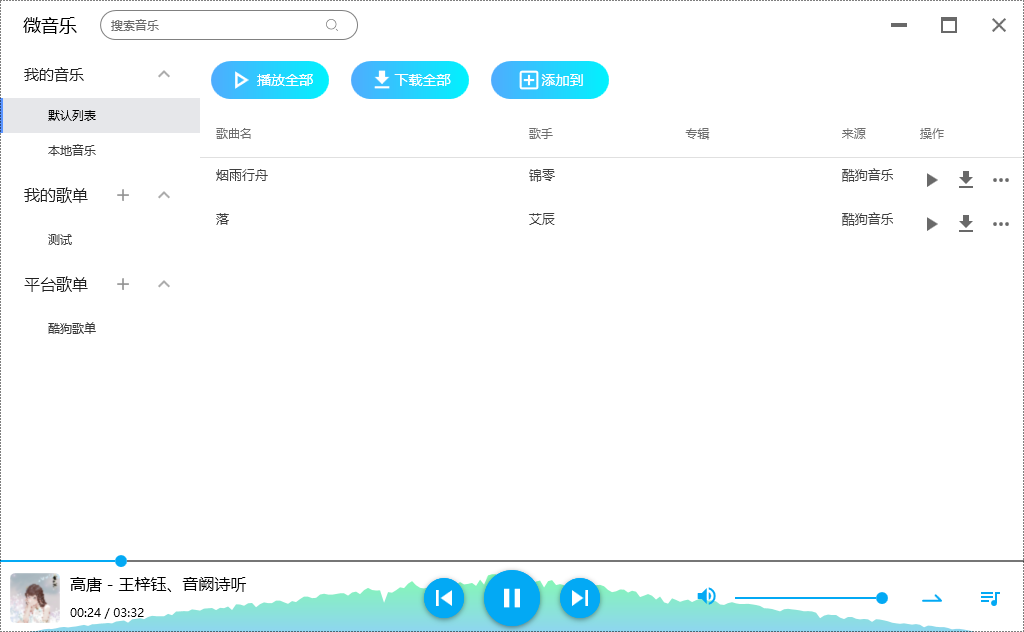 微音乐
搜索音乐
我的音乐
默认列表
本地音乐
我的歌单
测试
平台歌单
酷狗歌单
播放全部 下载全部 添加到
歌曲名 歌手 专辑 来源 操作
烟雨行舟 锦零 酷狗音乐
落 艾辰 酷狗音乐
高唐 - 王梓钰、音阙诗听
00:24 / 03:32